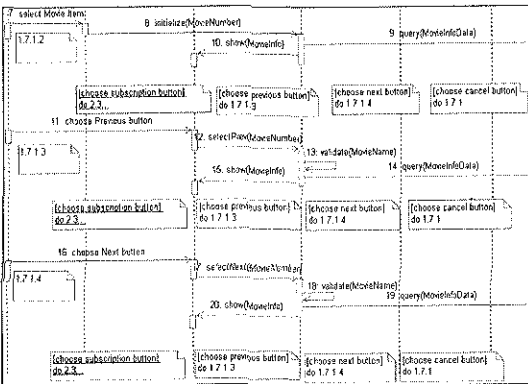 7 select Movie Item
8 initialize(MovieNumber)
1.7.1.2
10. show(MovieInfo)
9 query(MovieInfoData)
[choose subscription button]
do 2.3...
[choose previous button]
do 1 7 1.3
[choose next button]
do 1 7 1 4
[choose cancel button]
do 1.7 1
11 choose Previous button
12. selectPrev(MovieNumber)
1.7 1 3
13: validate(MovieName)
14 query(MovieInfoData)
15. show(MovieInfo)
[choose subscription button]
do 2.3...
[choose previous button]
do 1 7 1 3
[choose next button]
do 1 7 1 4
[choose cancel button]
do 1.7 1
16 choose Next button
selectNext(MovieNumber)
1 7 1.4
18: validate(MovieName)
19 query(MovieInfoData)
20. show(MovieInfo)
[choose subscription button]
do 2.3...
[choose previous button]
do 1 7 1 3
[choose next button]
do 1 7 1 4
[choose cancel button]
do 1.7.1